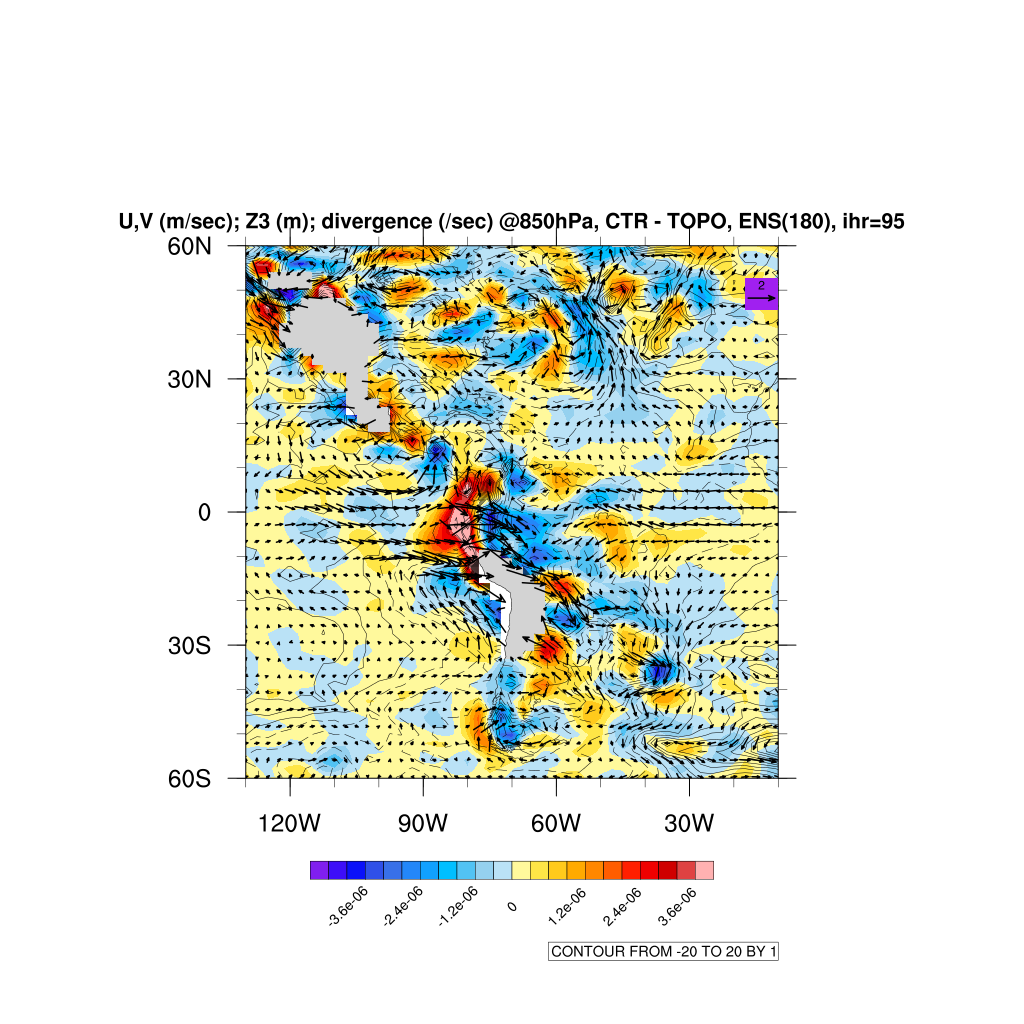 U,V (m/sec); Z3 (m); divergence (/sec) @850hPa, CTR - TOPO, ENS(180), ihr=95
60N
2
30N
0
30S
60S
120W 90W 60W 30W
-3.6e-06 -2.4e-06 -1.2e-06 0 1.2e-06 2.4e-06 3.6e-06
CONTOUR FROM -20 TO 20 BY 1